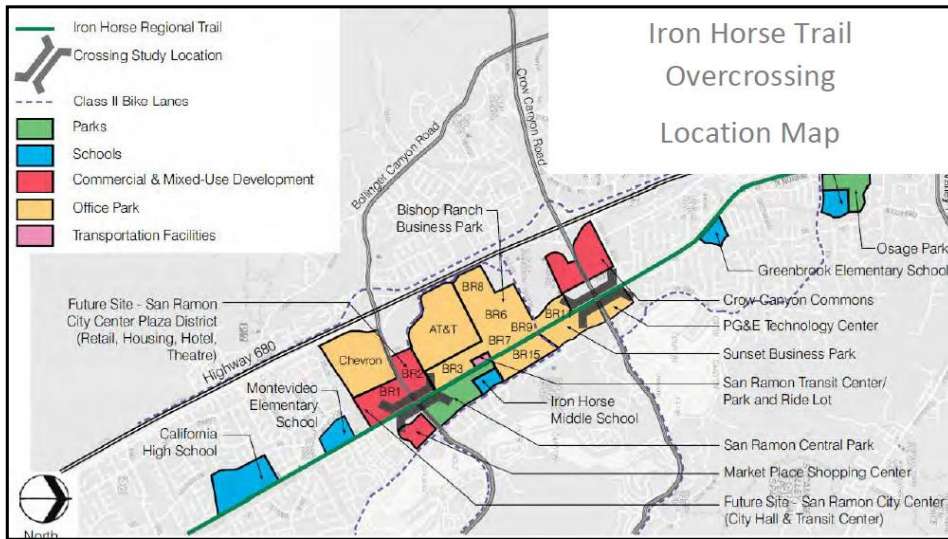 Iron Horse Regional Trail
Crossing Study Location
Class II Bike Lanes
Parks
Schools
Commercial & Mixed-Use Development
Office Park
Transportation Facilities
Iron Horse Trail
Overcrossing
Location Map
Bollinger Canyon Road
Crow Canyon Road
Highway 680
Bishop Ranch
Business Park
Osage Park
Greenbrook Elementary School
Crow Canyon Commons
PG&E Technology Center
Sunset Business Park
San Ramon Transit Center/
Park and Ride Lot
Iron Horse
Middle School
San Ramon Central Park
Market Place Shopping Center
Future Site - San Ramon City Center
(City Hall & Transit Center)
Future Site - San Ramon
City Center Plaza District
(Retail, Housing, Hotel,
Theatre)
Montevideo
Elementary
School
California
High School
Chevron
AT&T
BR8
BR6
BR9
BR7
BR15
BR1
BR3
BR2
BR1
North